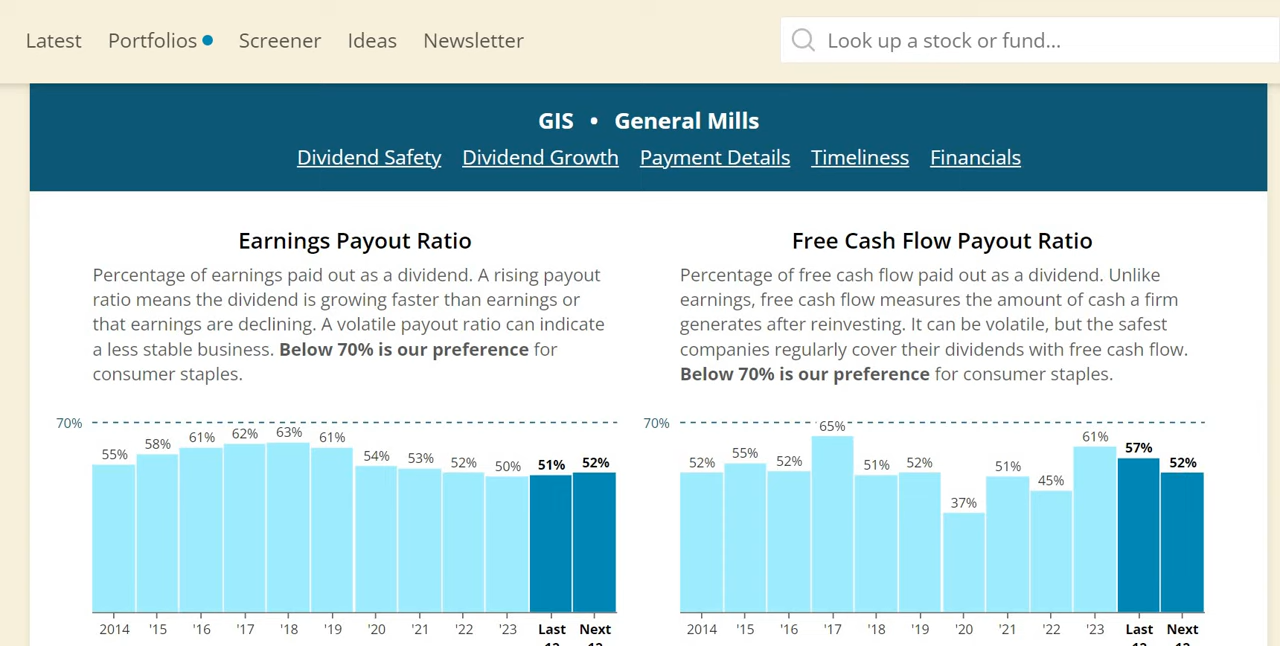 Latest Portfolios Screener Ideas Newsletter Look up a stock or fund...
GIS • General Mills
Dividend Safety Dividend Growth Payment Details Timeliness Financials
Earnings Payout Ratio
Percentage of earnings paid out as a dividend. A rising payout
ratio means the dividend is growing faster than earnings or
that earnings are declining. A volatile payout ratio can indicate
a less stable business. Below 70% is our preference for
consumer staples.
70%
55% 58% 61% 62% 63% 61% 54% 53% 52% 50% 51% 52%
2014 '15 '16 '17 '18 '19 '20 '21 '22 '23 Last Next
Free Cash Flow Payout Ratio
Percentage of free cash flow paid out as a dividend. Unlike
earnings, free cash flow measures the amount of cash a firm
generates after reinvesting. It can be volatile, but the safest
companies regularly cover their dividends with free cash flow.
Below 70% is our preference for consumer staples.
70%
52% 55% 52% 65% 51% 52% 37% 51% 45% 61% 57% 52%
2014 '15 '16 '17 '18 '19 '20 '21 '22 '23 Last Next